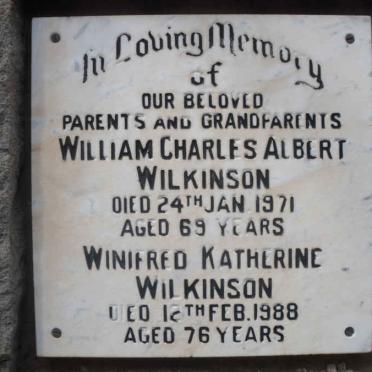 In Loving Memory
of
OUR BELOVED
PARENTS AND GRANDPARENTS
WILLIAM CHARLES ALBERT
WILKINSON
DIED 24TH JAN 1971
AGED 69 YEARS
WINIFRED KATHERINE
WILKINSON
DIED 12TH FEB.1988
AGED 76 YEARS